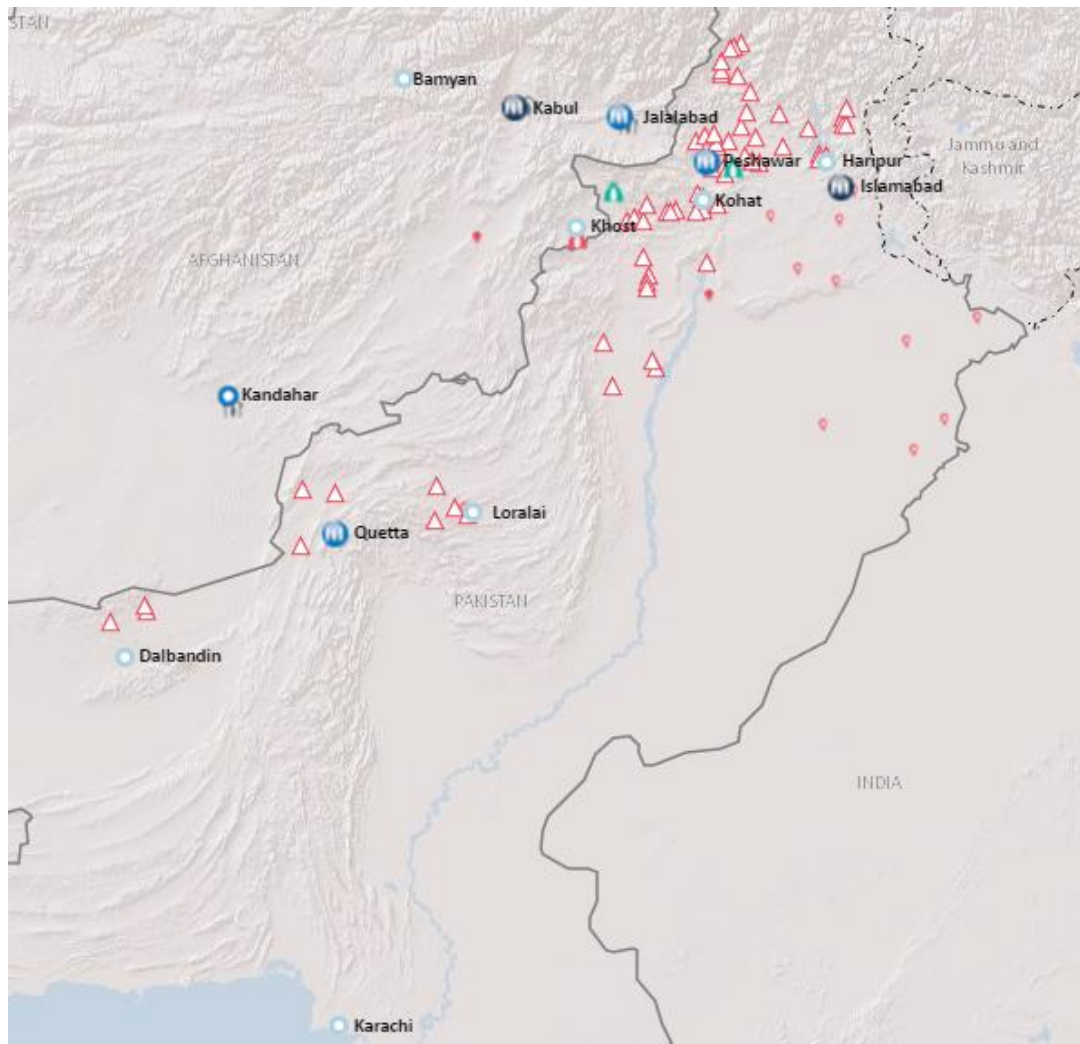 STAN
Bamyan
Kabul
Jalalabad
Jammu and
Kashmir
Peshawar
Haripur
Islamabad
Kohat
Khost
AFGHANISTAN
Kandahar
Loralai
Quetta
PAKISTAN
Dalbandin
INDIA
Karachi